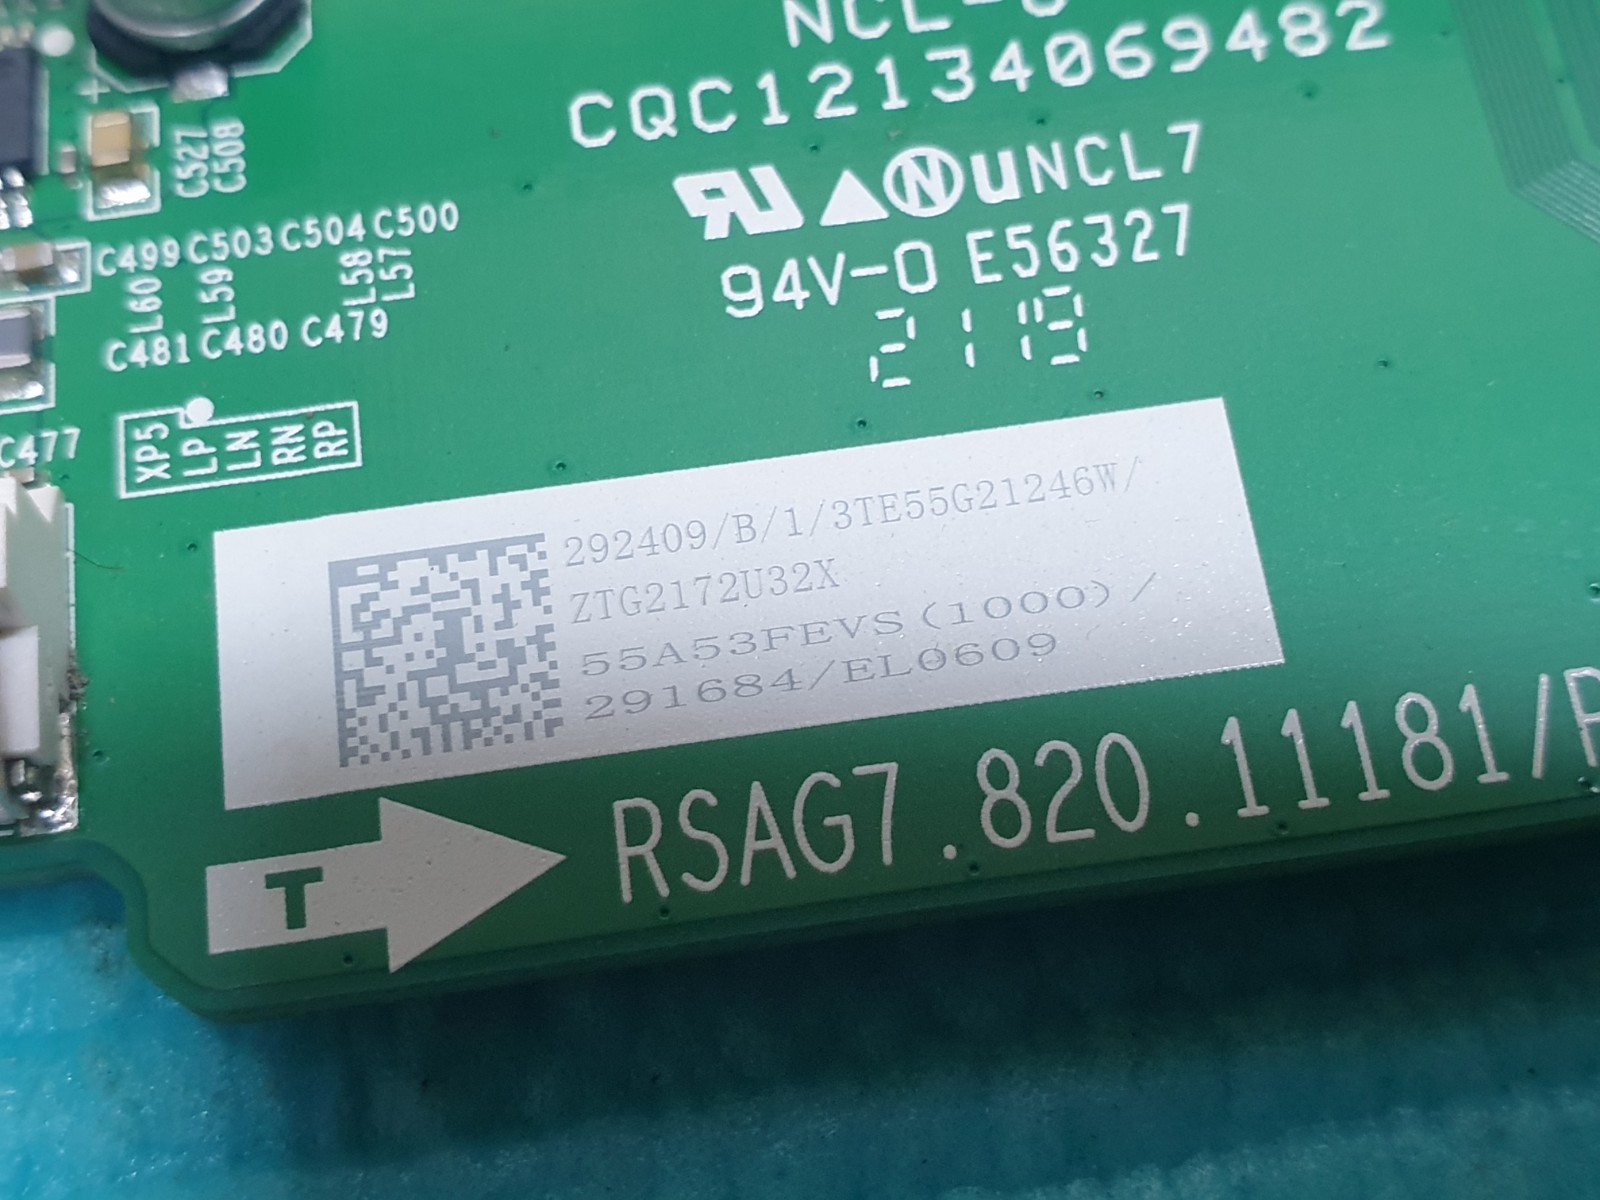 CQC12134069482
UNCL7
94V-0 E56327
2119
C527
C508
C499 C503 C504 C500
L60
L59
L58
L57
C481 C480 C479
XP5
LP
LN
RN
RP
C477
292409/B/1/3TE55G21246W/
ZTG2172U32X
55A53FEVS(1000)/
291684/EL0609
T
RSAG7.820.11181/